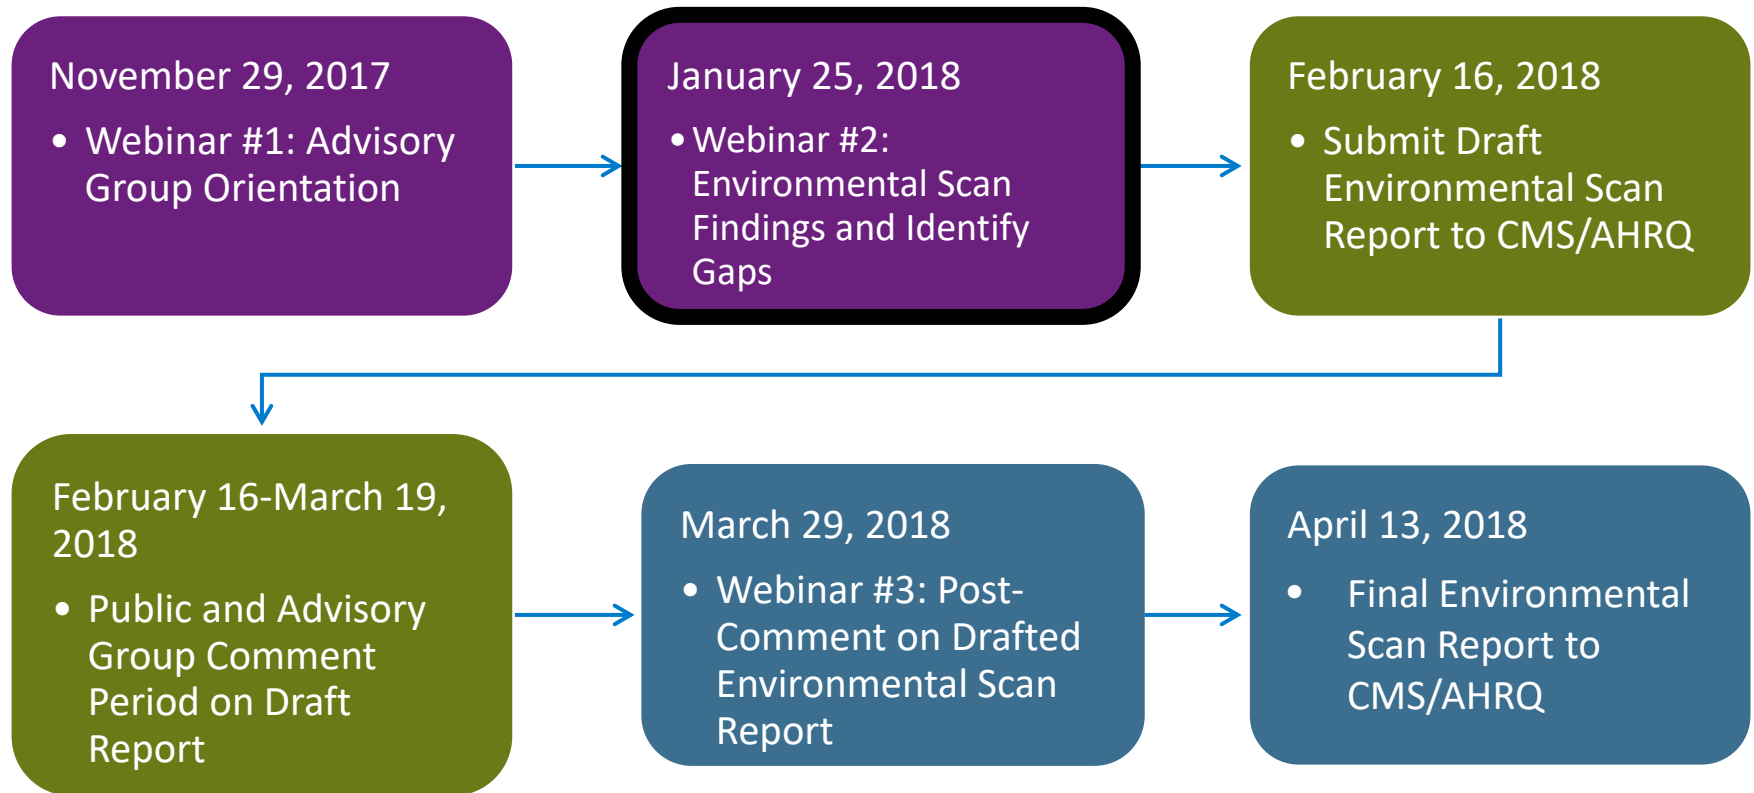 November 29, 2017
• Webinar #1: Advisory
Group Orientation
January 25, 2018
• Webinar #2:
Environmental Scan
Findings and Identify
Gaps
February 16, 2018
• Submit Draft
Environmental Scan
Report to CMS/AHRQ
February 16-March 19,
2018
• Public and Advisory
Group Comment
Period on Draft
Report
March 29, 2018
• Webinar #3: Post-
Comment on Drafted
Environmental Scan
Report
April 13, 2018
• Final Environmental
Scan Report to
CMS/AHRQ